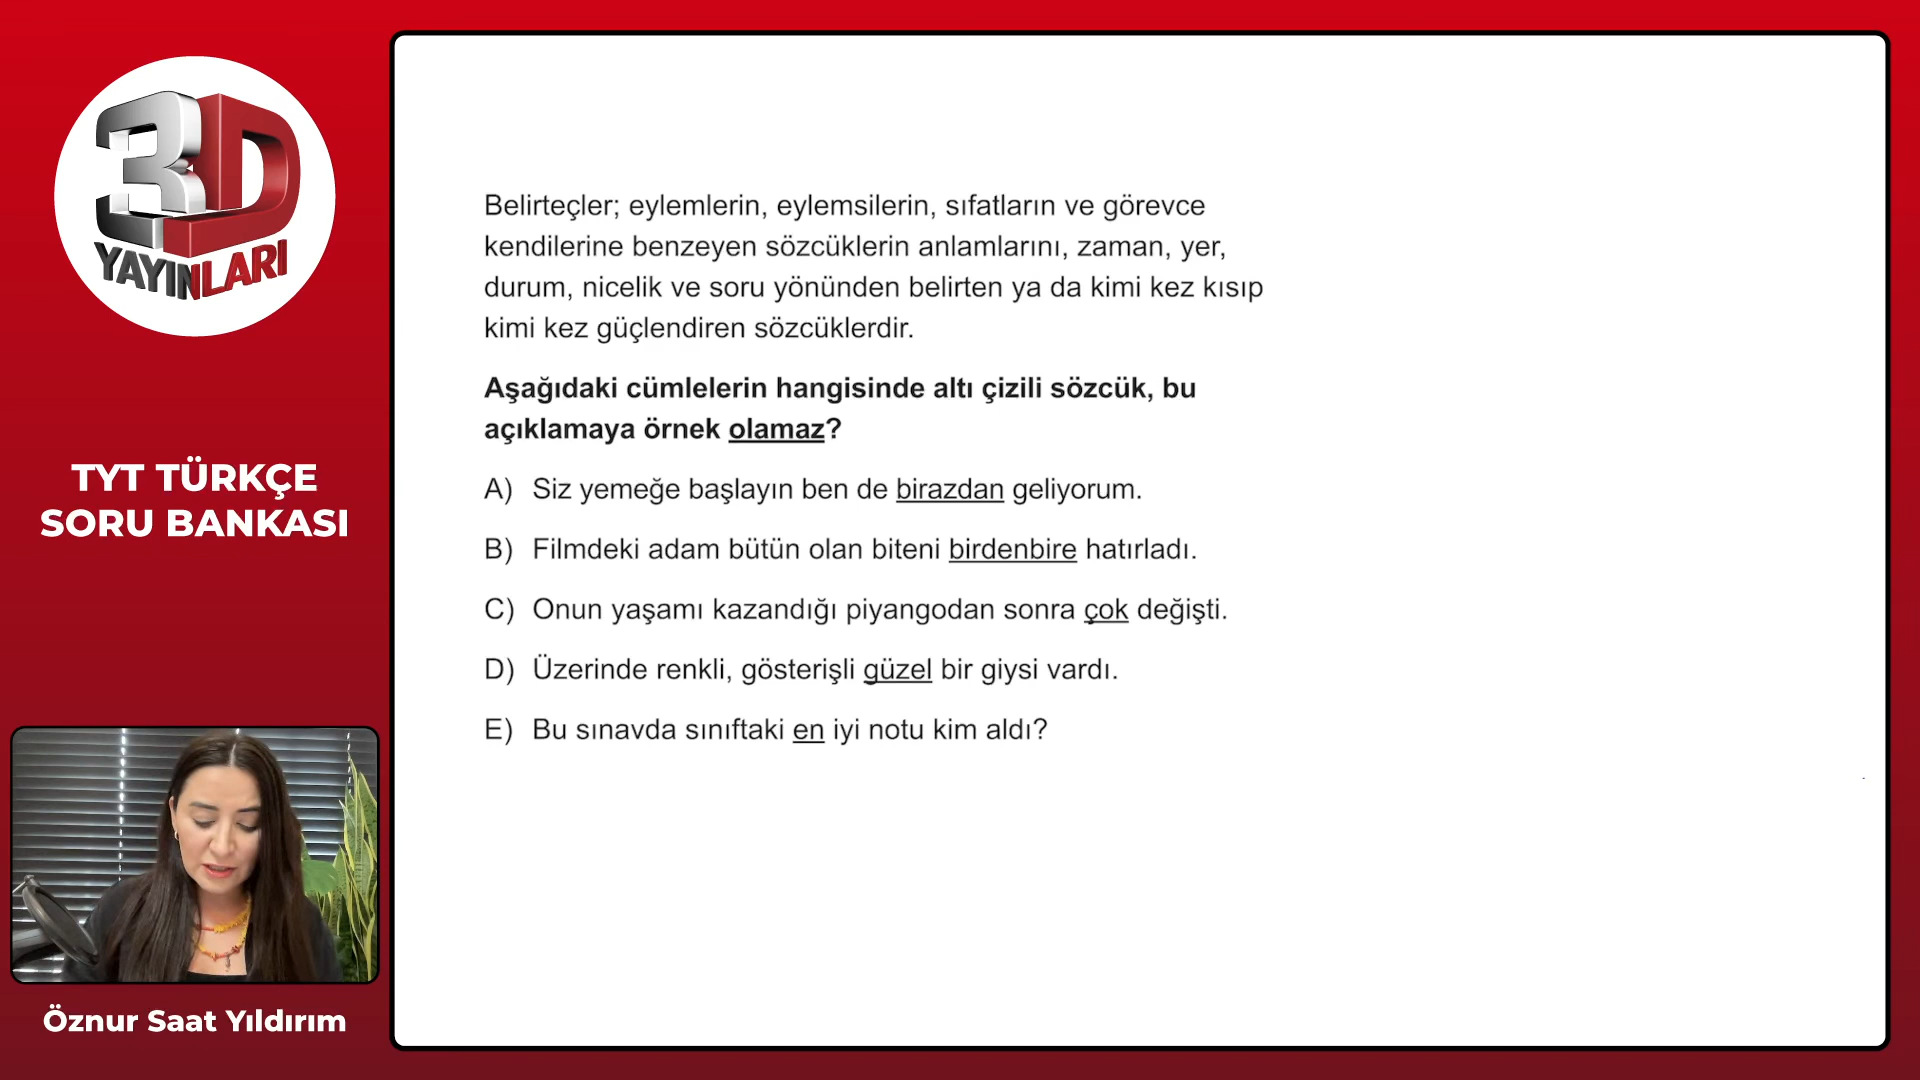 3D
YAYINLARI
TYT TÜRKÇE
SORU BANKASI
Öznur Saat Yıldırım
Belirteçler; eylemlerin, eylemsilerin, sıfatların ve görevce
kendilerine benzeyen sözcüklerin anlamlarını, zaman, yer,
durum, nicelik ve soru yönünden belirten ya da kimi kez kısıp
kimi kez güçlendiren sözcüklerdir.
Aşağıdaki cümlelerin hangisinde altı çizili sözcük, bu
açıklamaya örnek olamaz?
A) Siz yemeğe başlayın ben de birazdan geliyorum.
B) Filmdeki adam bütün olan biteni birdenbire hatırladı.
C) Onun yaşamı kazandığı piyangodan sonra çok değişti.
D) Üzerinde renkli, gösterişli güzel bir giysi vardı.
E) Bu sınavda sınıftaki en iyi notu kim aldı?